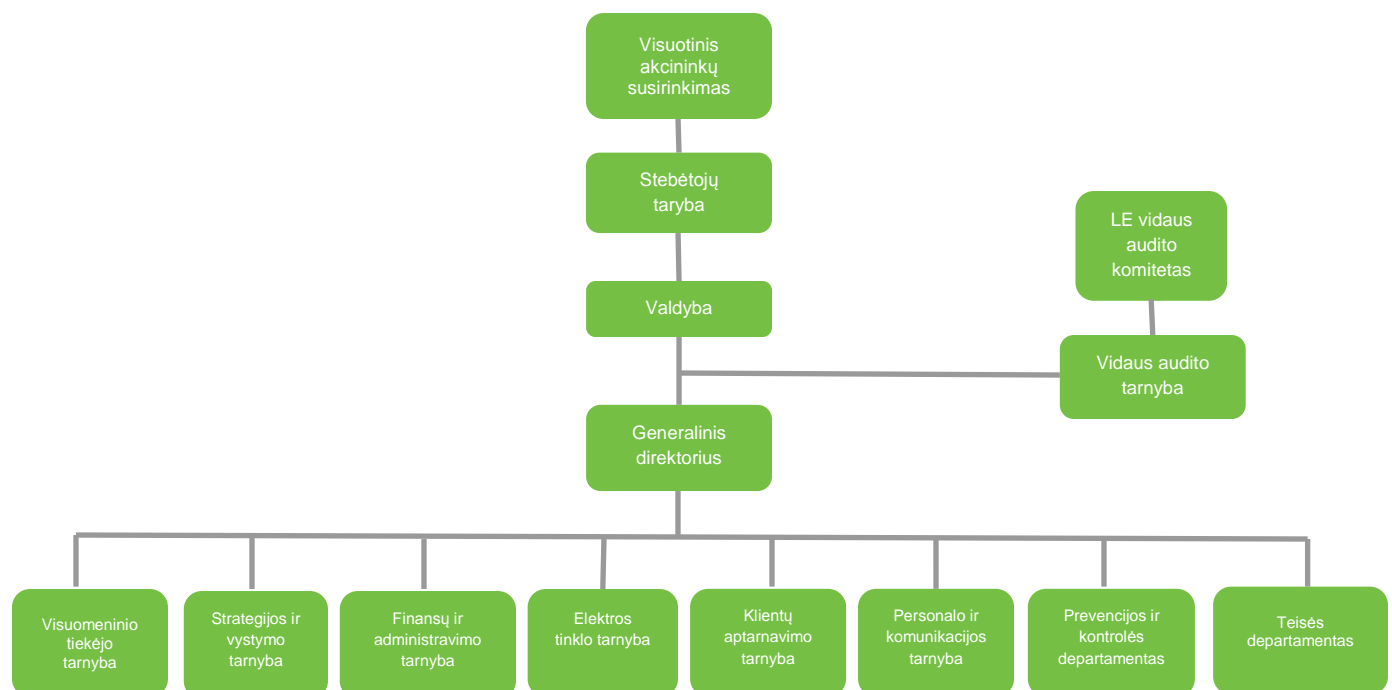 Visuotinis
akcininkų
susirinkimas
Stebėtojų
taryba
LE vidaus
audito
komitetas
Valdyba
Vidaus audito
tarnyba
Generalinis
direktorius
Visuomeninio
tiekėjo
tarnyba
Strategijos ir
vystymo
tarnyba
Finansų ir
administravimo
tarnyba
Elektros
tinklo tarnyba
Klientų
aptarnavimo
tarnyba
Personalo ir
komunikacijos
tarnyba
Prevencijos ir
kontrolės
departamentas
Teisės
departamentas